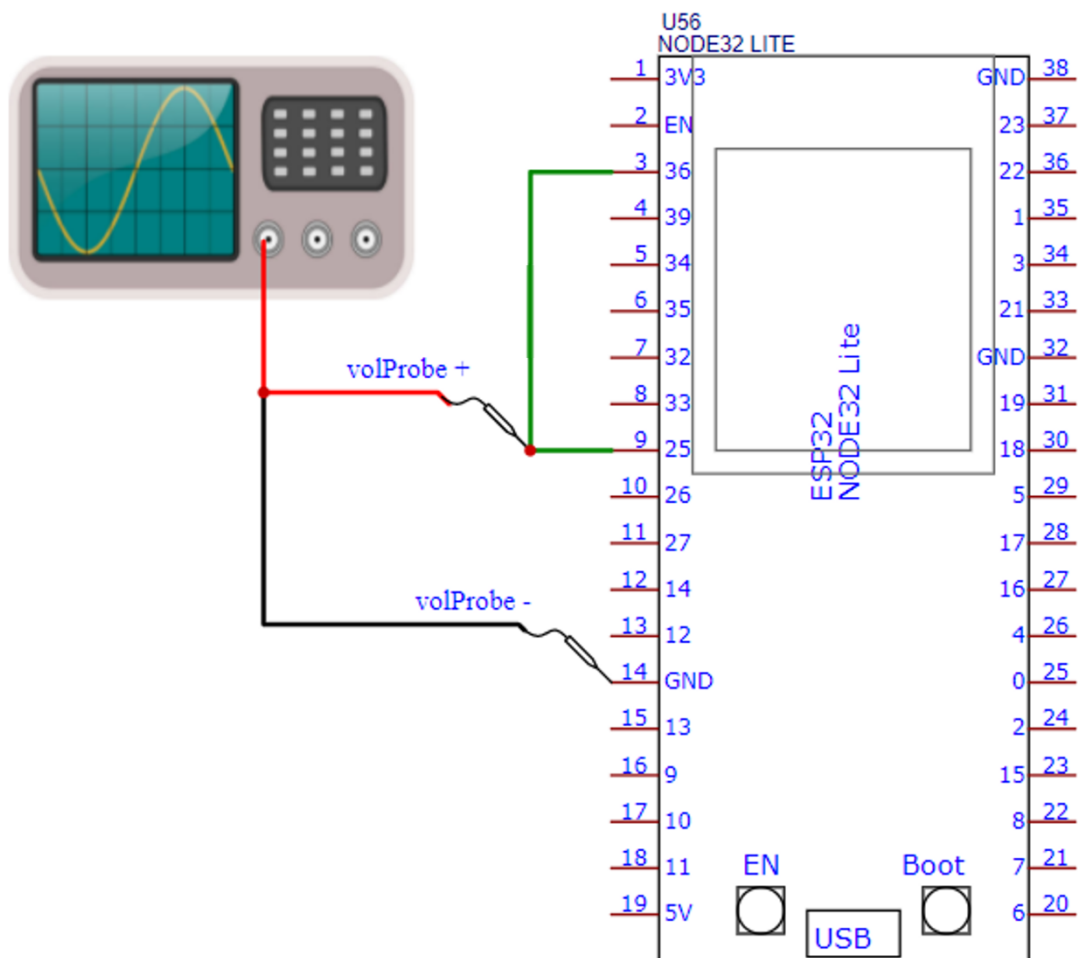 U56
NODE32 LITE
1 3V3 GND 38
2 EN 23 37
3 36 22 36
4 39 1 35
5 34 3 34
6 35 21 33
7 32 GND 32
volProbe +
8 33 19 31
9 25 18 30
ESP32
NODE32 Lite
10 26 5 29
11 27 17 28
12 14 16 27
volProbe -
13 12 4 26
14 GND 0 25
15 13 2 24
16 9 15 23
17 10 8 22
18 11 EN Boot 7 21
19 5V 6 20
USB